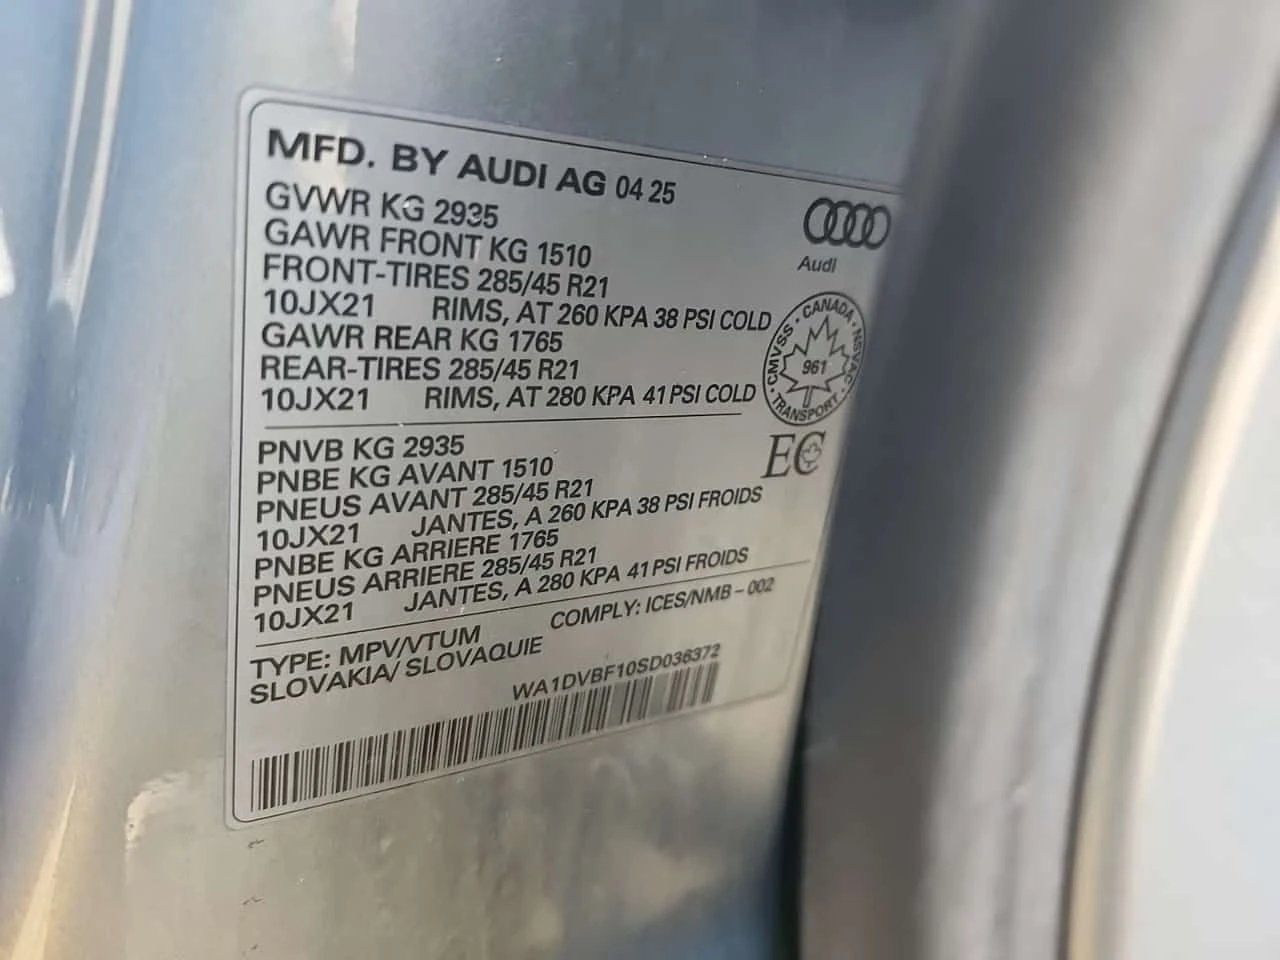 MFD. BY AUDI AG 04 25
GVWR KG 2935
GAWR FRONT KG 1510
FRONT-TIRES 285/45 R21
10JX21 RIMS, AT 260 KPA 38 PSI COLD
GAWR REAR KG 1765
REAR-TIRES 285/45 R21
10JX21 RIMS, AT 280 KPA 41 PSI COLD
Audi
CANADA · NSVAC · TRANSPORT · CMVSS ·
961
EC
PNVB KG 2935
PNBE KG AVANT 1510
PNEUS AVANT 285/45 R21
10JX21 JANTES, A 260 KPA 38 PSI FROIDS
PNBE KG ARRIERE 1765
PNEUS ARRIERE 285/45 R21
10JX21 JANTES, A 280 KPA 41 PSI FROIDS
TYPE: MPV/VTUM COMPLY: ICES/NMB - 002
SLOVAKIA/ SLOVAQUIE
WA1DVBF10SD036372